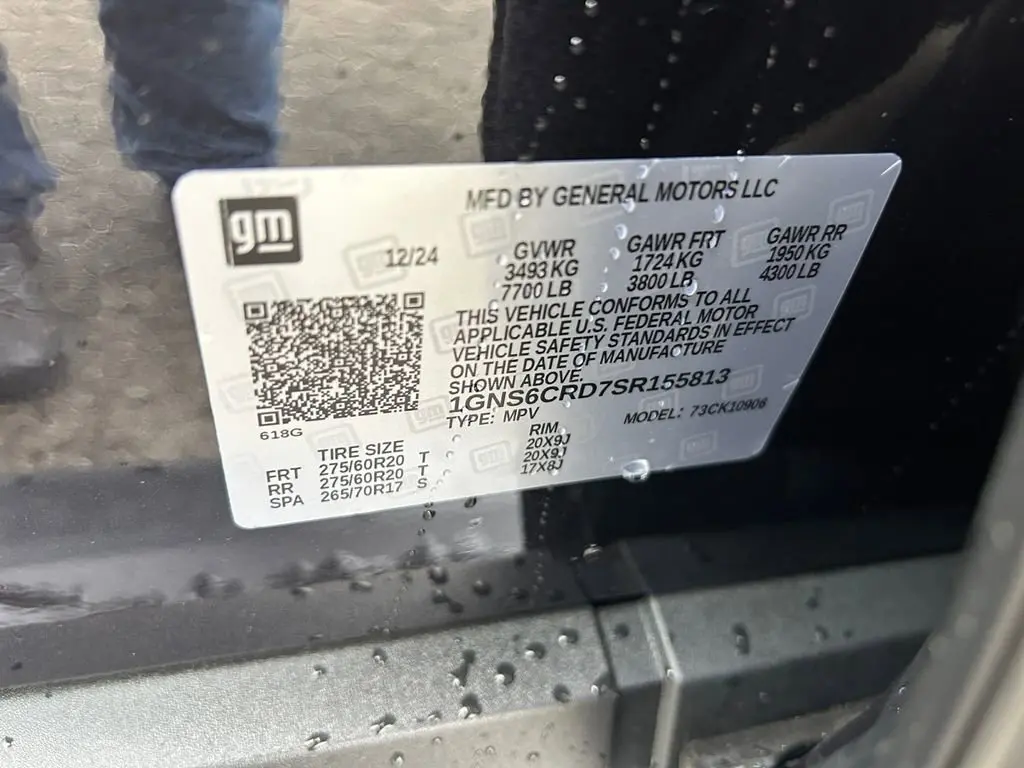 gm
MFD BY GENERAL MOTORS LLC
12/24
GVWR GAWR FRT GAWR RR
3493 KG 1724 KG 1950 KG
7700 LB 3800 LB 4300 LB
THIS VEHICLE CONFORMS TO ALL
APPLICABLE U.S. FEDERAL MOTOR
VEHICLE SAFETY STANDARDS IN EFFECT
ON THE DATE OF MANUFACTURE
SHOWN ABOVE.
1GNS6CRD7SR155813
TYPE: MPV MODEL: 73CK10906
618G
TIRE SIZE RIM
FRT 275/60R20 T 20X9J
RR 275/60R20 T 20X9J
SPA 265/70R17 S 17X8J